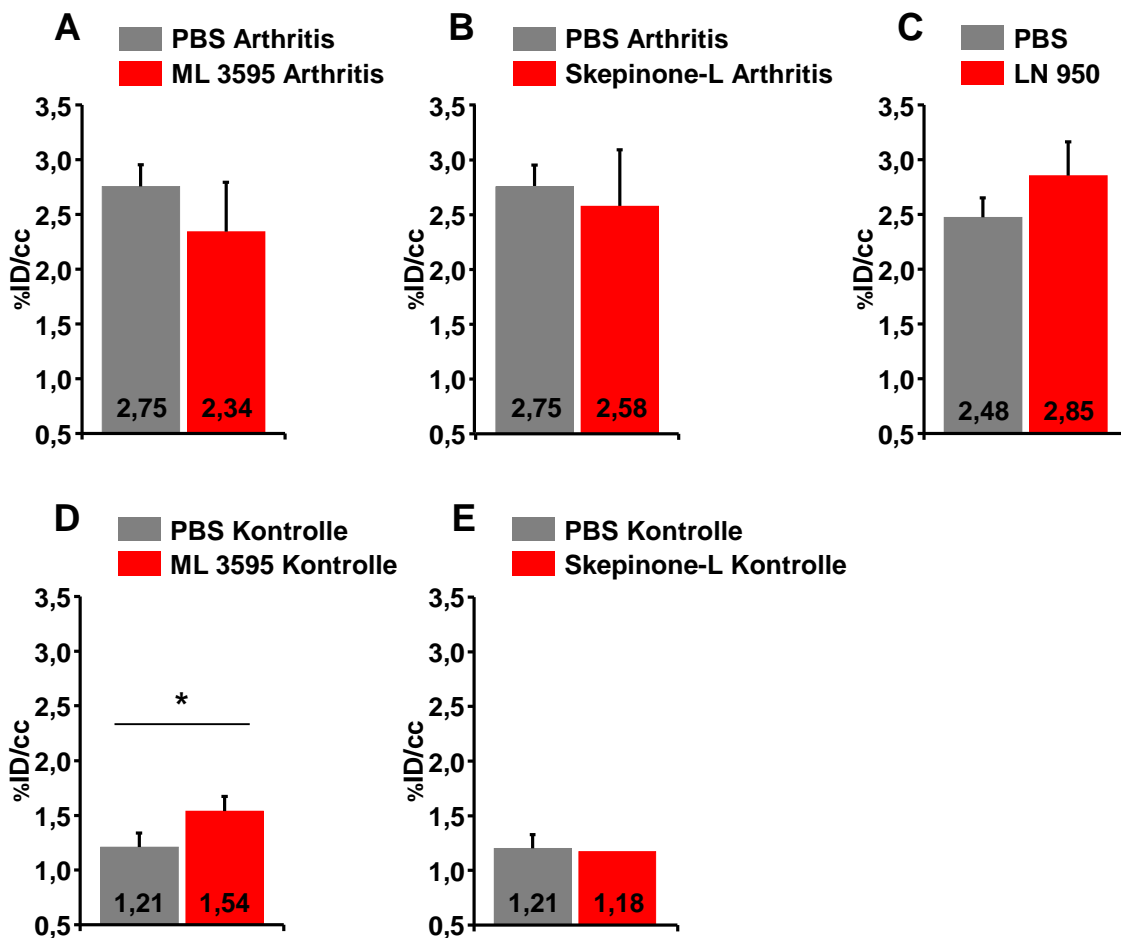 A
PBS Arthritis
ML 3595 Arthritis
%ID/cc
3,5
3,0
2,5
2,0
1,5
1,0
0,5
2,75
2,34
B
PBS Arthritis
Skepinone-L Arthritis
%ID/cc
3,5
3,0
2,5
2,0
1,5
1,0
0,5
2,75
2,58
C
PBS
LN 950
%ID/cc
3,5
3,0
2,5
2,0
1,5
1,0
0,5
2,48
2,85
D
PBS Kontrolle
ML 3595 Kontrolle
%ID/cc
3,5
3,0
2,5
2,0
1,5
1,0
0,5
*
1,21
1,54
E
PBS Kontrolle
Skepinone-L Kontrolle
%ID/cc
3,5
3,0
2,5
2,0
1,5
1,0
0,5
1,21
1,18